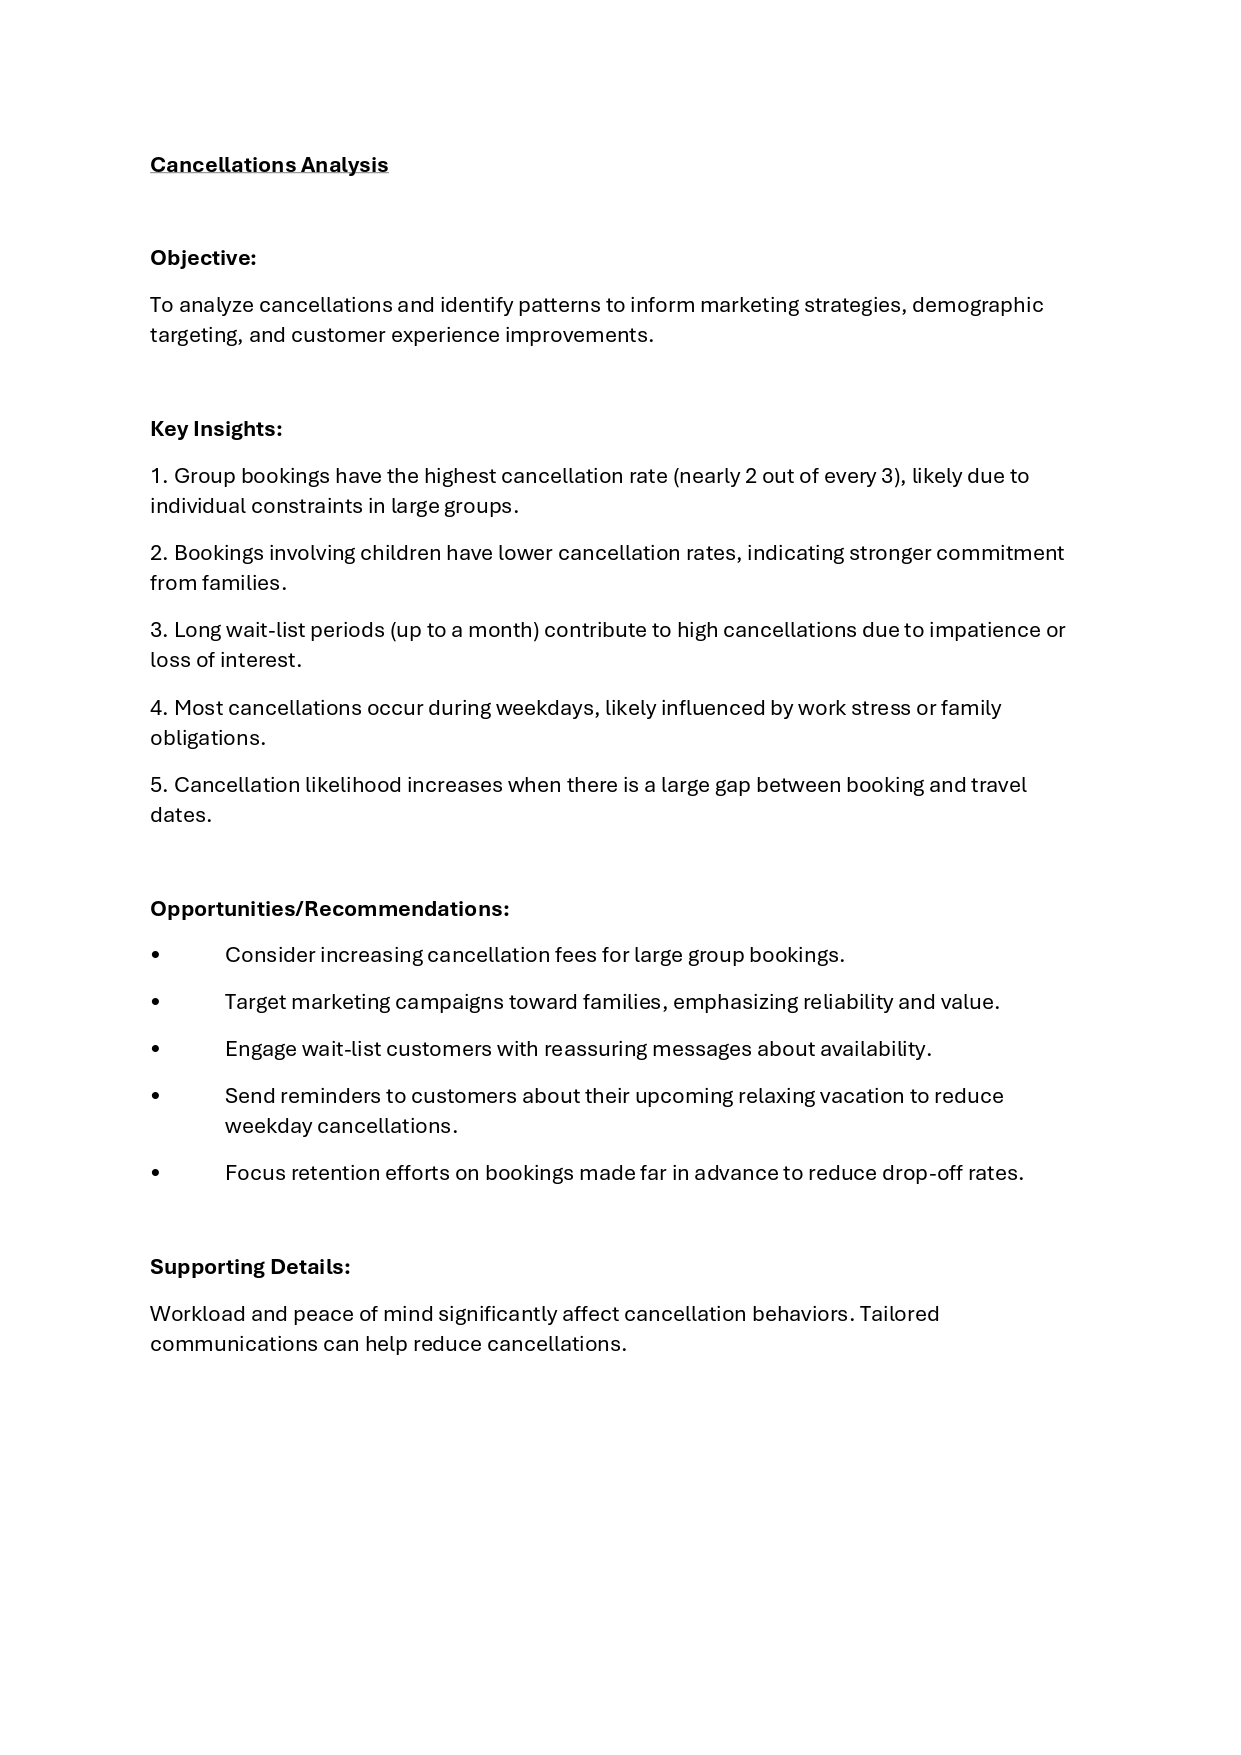 Cancellations Analysis
Objective:
To analyze cancellations and identify patterns to inform marketing strategies, demographic
targeting, and customer experience improvements.
Key Insights:
1. Group bookings have the highest cancellation rate (nearly 2 out of every 3), likely due to
individual constraints in large groups.
2. Bookings involving children have lower cancellation rates, indicating stronger commitment
from families.
3. Long wait-list periods (up to a month) contribute to high cancellations due to impatience or
loss of interest.
4. Most cancellations occur during weekdays, likely influenced by work stress or family
obligations.
5. Cancellation likelihood increases when there is a large gap between booking and travel
dates.
Opportunities/Recommendations:
• Consider increasing cancellation fees for large group bookings.
• Target marketing campaigns toward families, emphasizing reliability and value.
• Engage wait-list customers with reassuring messages about availability.
• Send reminders to customers about their upcoming relaxing vacation to reduce
weekday cancellations.
• Focus retention efforts on bookings made far in advance to reduce drop-off rates.
Supporting Details:
Workload and peace of mind significantly affect cancellation behaviors. Tailored
communications can help reduce cancellations.